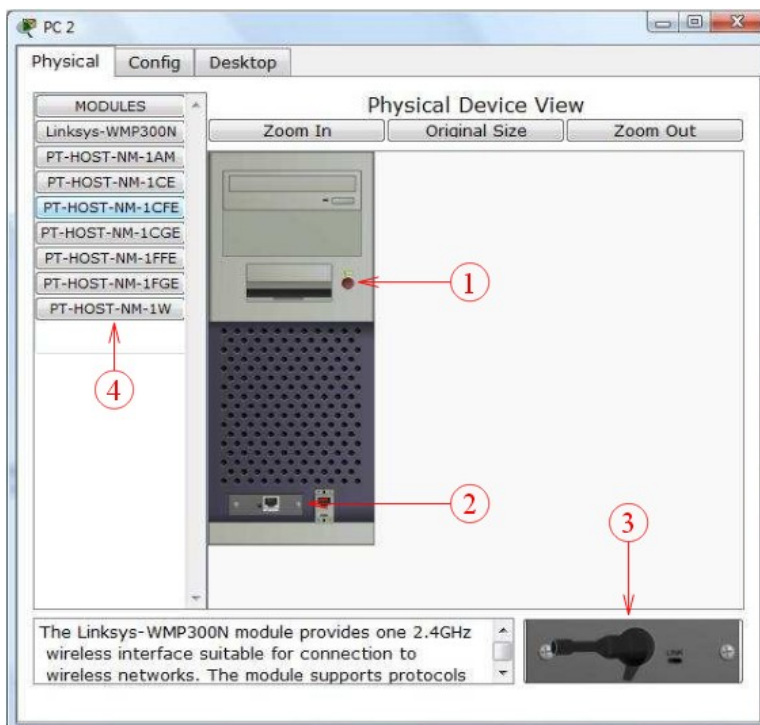 PC 2
Physical Config Desktop
MODULES
Linksys-WMP300N
PT-HOST-NM-1AM
PT-HOST-NM-1CE
PT-HOST-NM-1CFE
PT-HOST-NM-1CGE
PT-HOST-NM-1FFE
PT-HOST-NM-1FGE
PT-HOST-NM-1W
Physical Device View
Zoom In Original Size Zoom Out
1
2
3
4
The Linksys-WMP300N module provides one 2.4GHz
wireless interface suitable for connection to
wireless networks. The module supports protocols
LINK